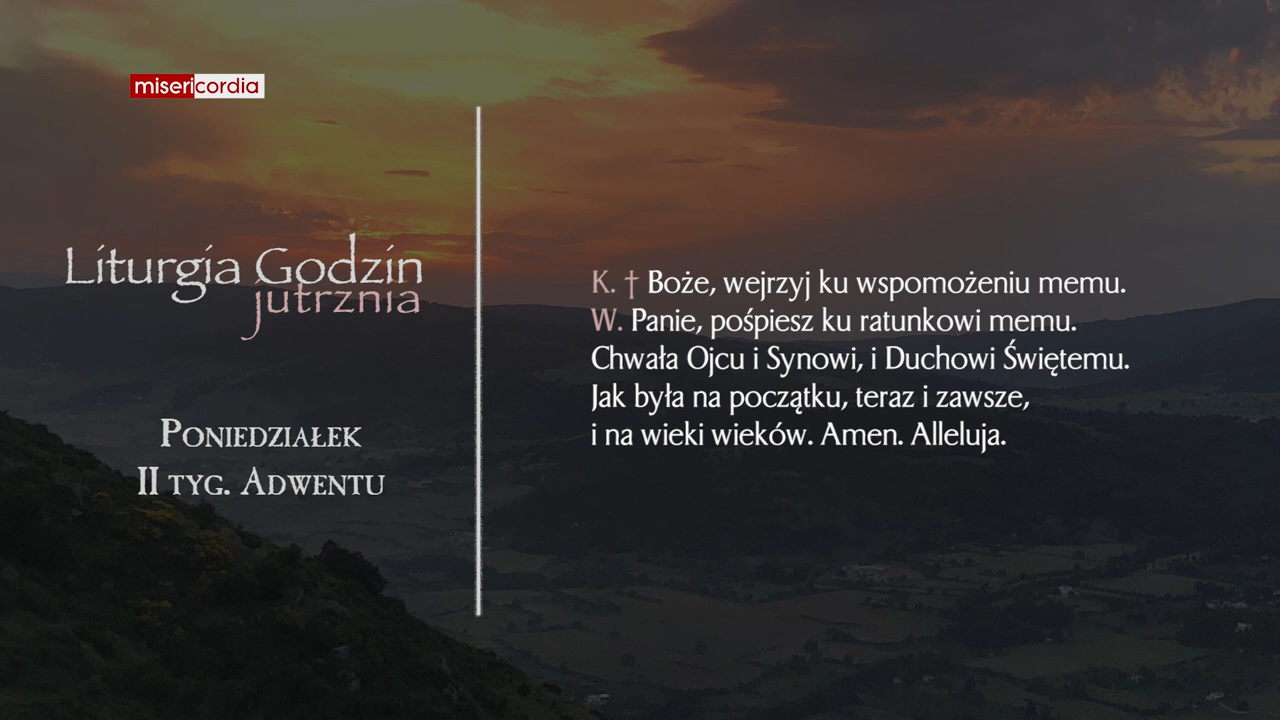 misericordia
Liturgia Godzin
jutrznia
Poniedziałek
II tyg. Adwentu
K. † Boże, wejrzyj ku wspomożeniu memu.
W. Panie, pośpiesz ku ratunkowi memu.
Chwała Ojcu i Synowi, i Duchowi Świętemu.
Jak była na początku, teraz i zawsze,
i na wieki wieków. Amen. Alleluja.